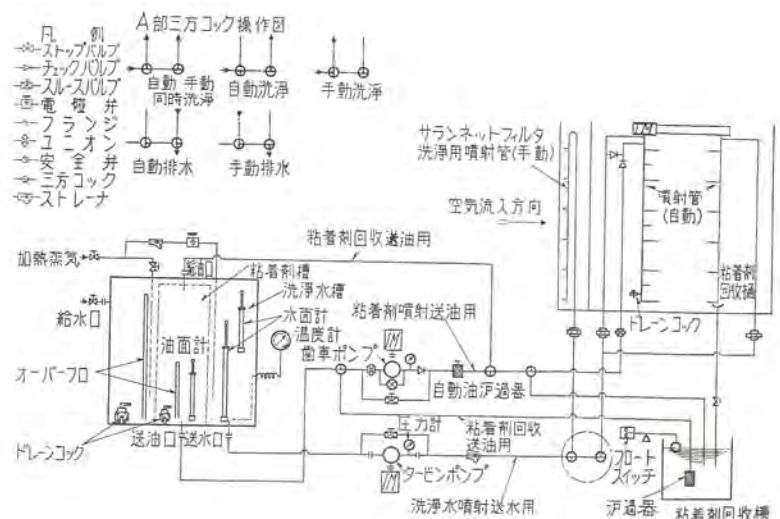 凡例
ストップバルブ
チェックバルブ
スルースバルブ
電磁弁
フランジ
ユニオン
安全弁
三方コック
ストレーナ
A部三方コック操作図
自動 手動
同時洗浄
自動洗浄
手動洗浄
自動排水
手動排水
サランネットフィルタ
洗浄用噴射管(手動)
空気流入方向
噴射管
(自動)
粘着剤
回収樋
ドレーンコック
粘着剤回収送油用
加熱蒸気
給油口
粘着剤槽
洗浄水槽
給水口
水面計
温度計
油面計
歯車ポンプ
粘着剤噴射送油用
オーバーフロ
自動油沪過器
ドレーンコック
送油口
送水口
圧力計
粘着剤回収
送油用
タービンポンプ
洗浄水噴射送水用
フロート
スイッチ
沪過器
粘着剤回収槽